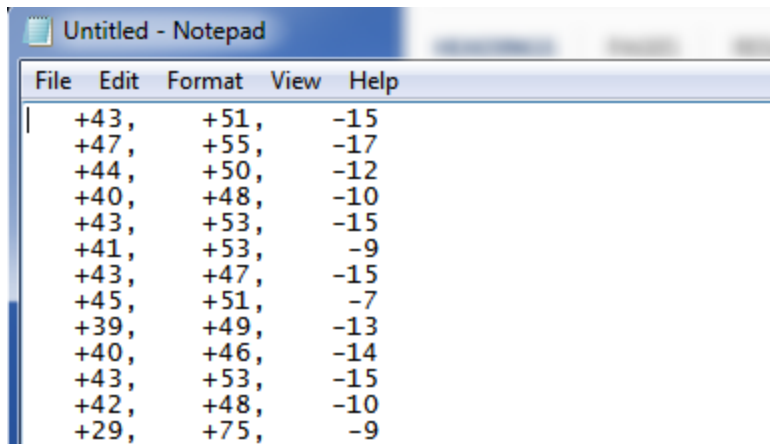 Untitled - Notepad
File Edit Format View Help
+43, +51, -15
+47, +55, -17
+44, +50, -12
+40, +48, -10
+43, +53, -15
+41, +53, -9
+43, +47, -15
+45, +51, -7
+39, +49, -13
+40, +46, -14
+43, +53, -15
+42, +48, -10
+29, +75, -9